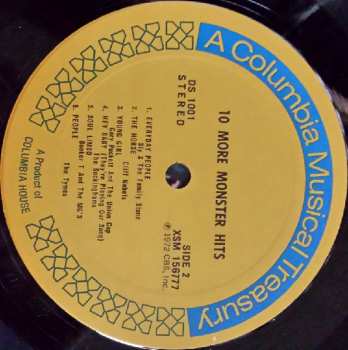 A Columbia Musical Treasury
10 MORE MONSTER HITS
DS 1001
STEREO
SIDE 2
XSM 156777
℗ 1972 CBS, Inc.
1. EVERYDAY PEOPLE
Sly & The Family Stone
2. THE HORSE
Cliff Nobels
3. YOUNG GIRL
Gary Puckett And The Union Gap
4. HEY BABY (They're Playing Our Song)
The Buckinghams
5. SOUL LIMBO
Booker T And The MG'S
6. PEOPLE
The Tymes
A Product of
COLUMBIA HOUSE